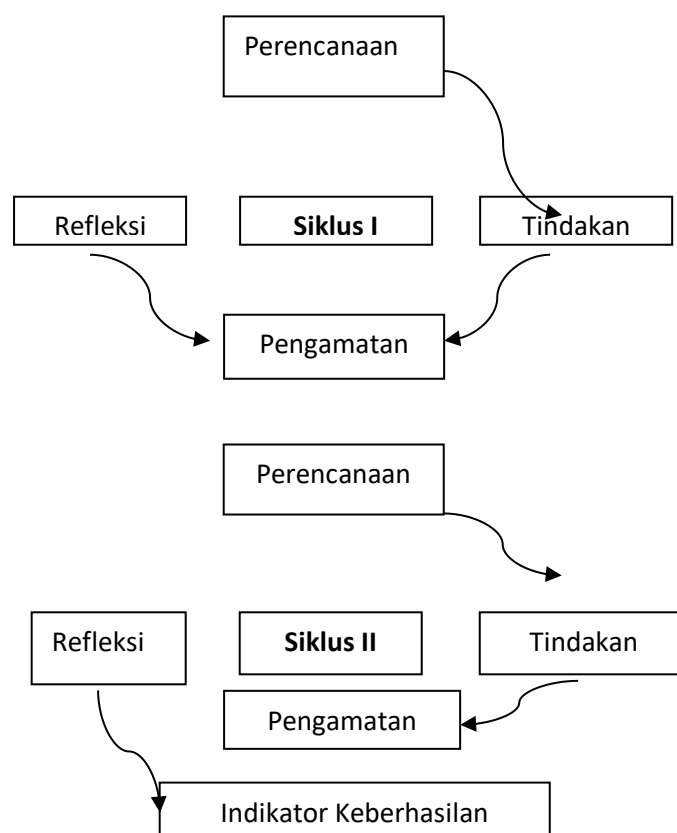 Perencanaan
Refleksi
Siklus I
Tindakan
Pengamatan
Perencanaan
Refleksi
Siklus II
Tindakan
Pengamatan
Indikator Keberhasilan